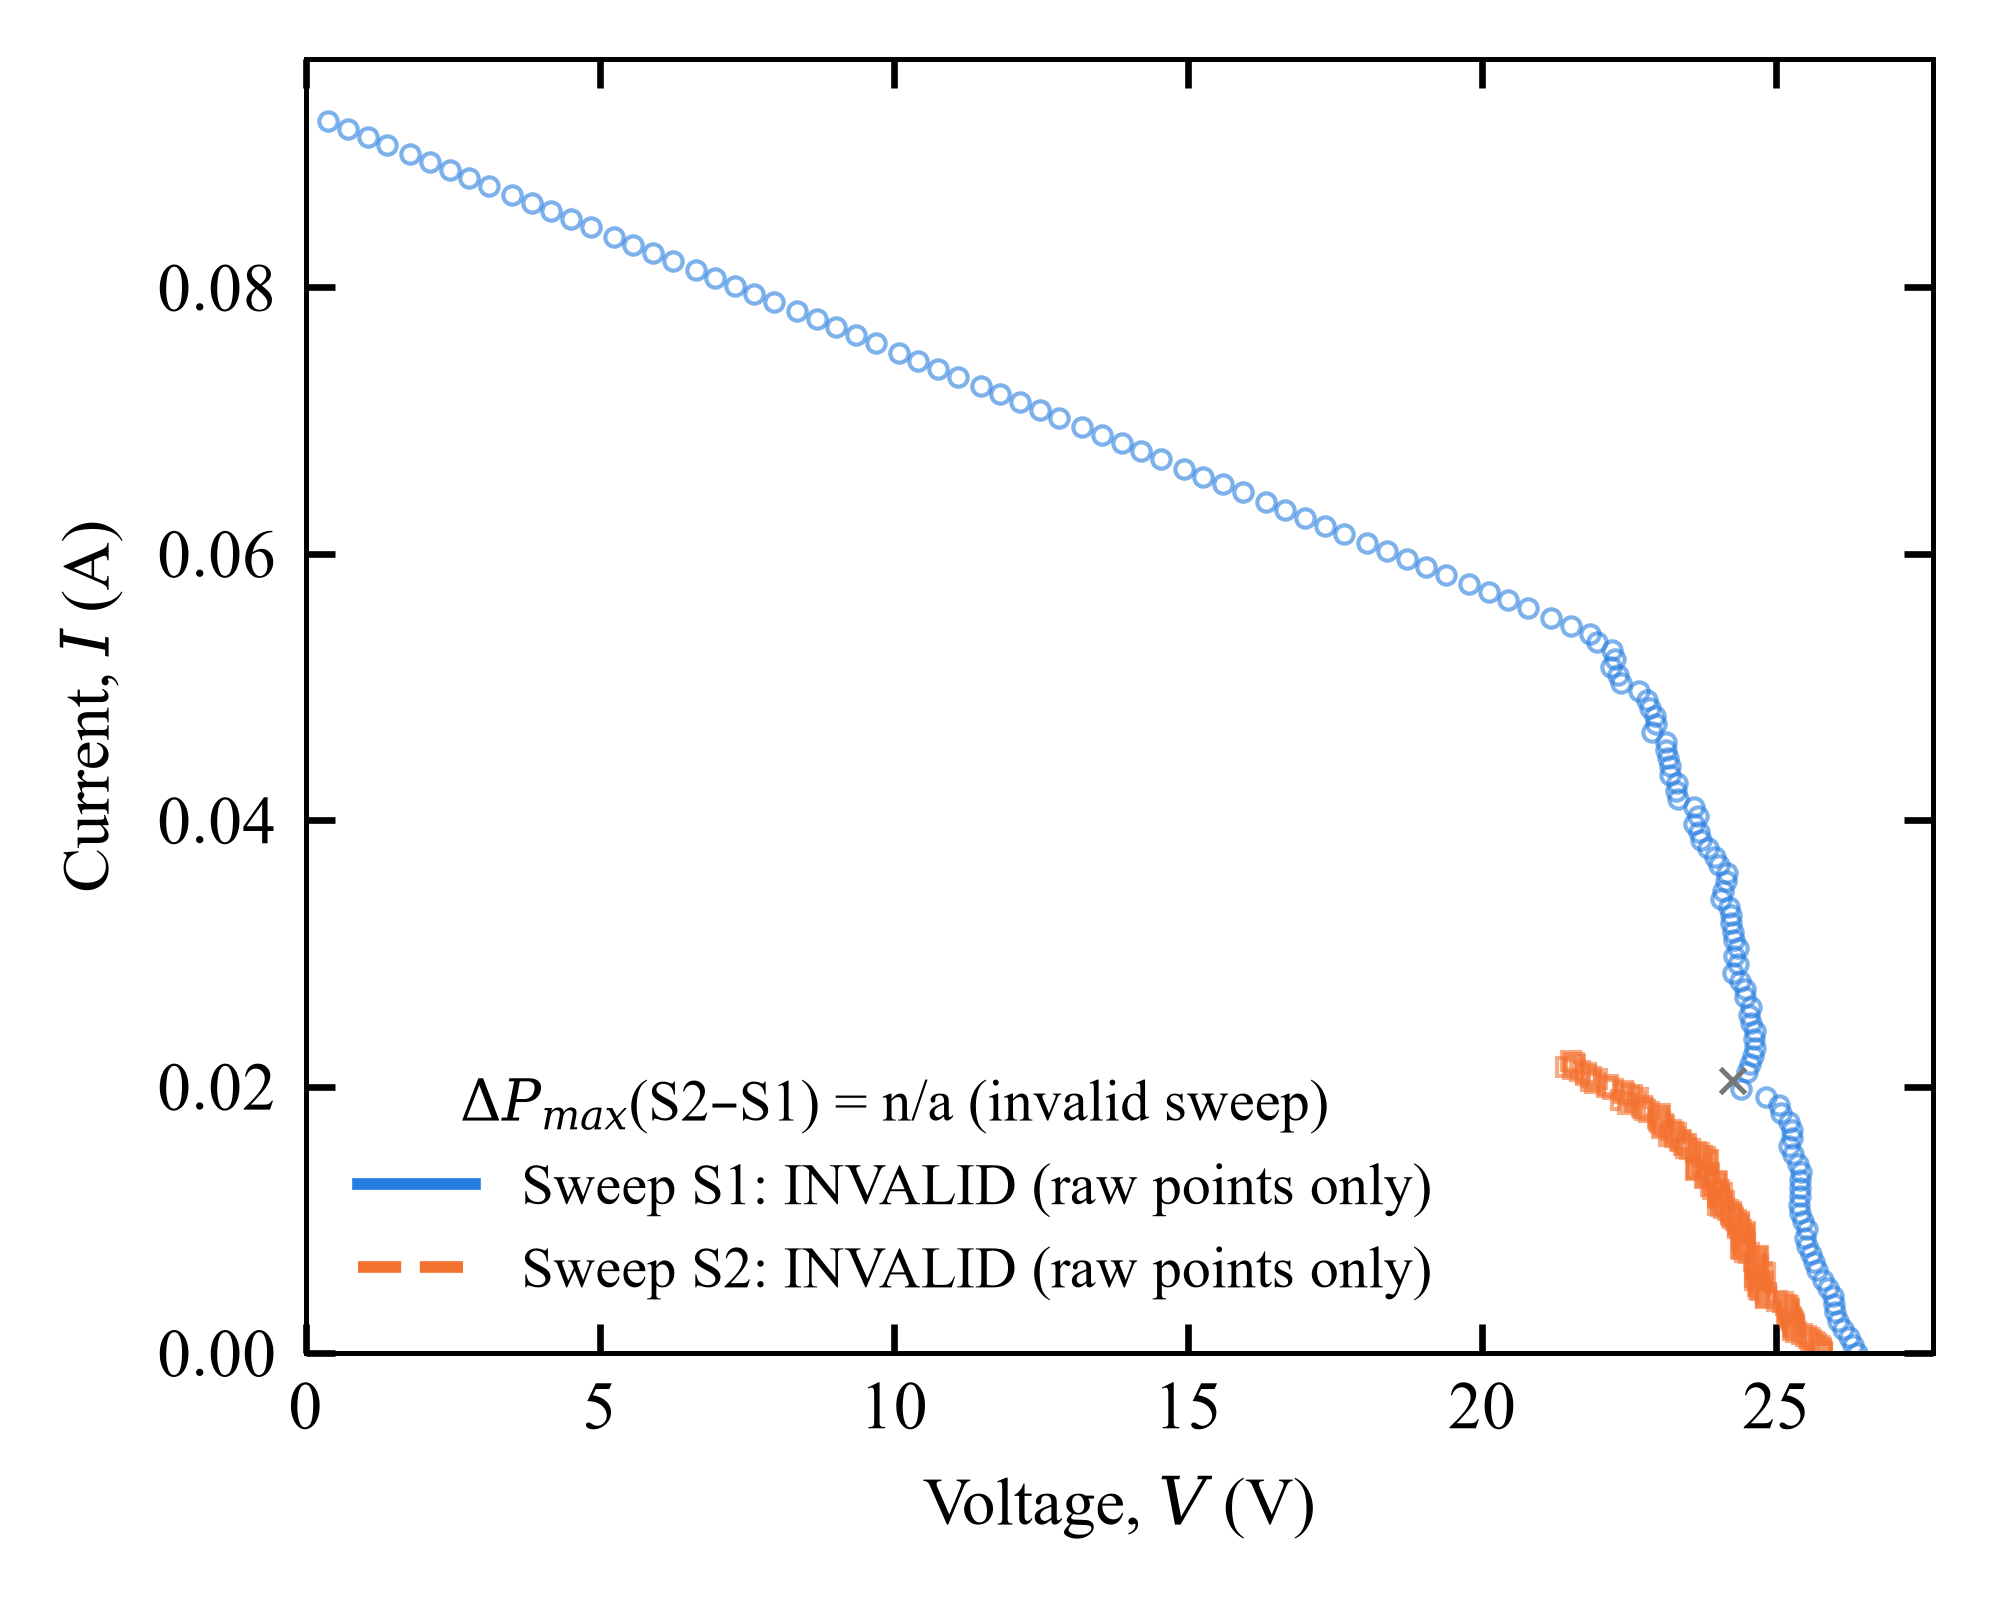 0.08
0.06
0.04
0.02
0.00
Current, I (A)
ΔPmax(S2−S1) = n/a (invalid sweep)
Sweep S1: INVALID (raw points only)
Sweep S2: INVALID (raw points only)
0 5 10 15 20 25
Voltage, V (V)